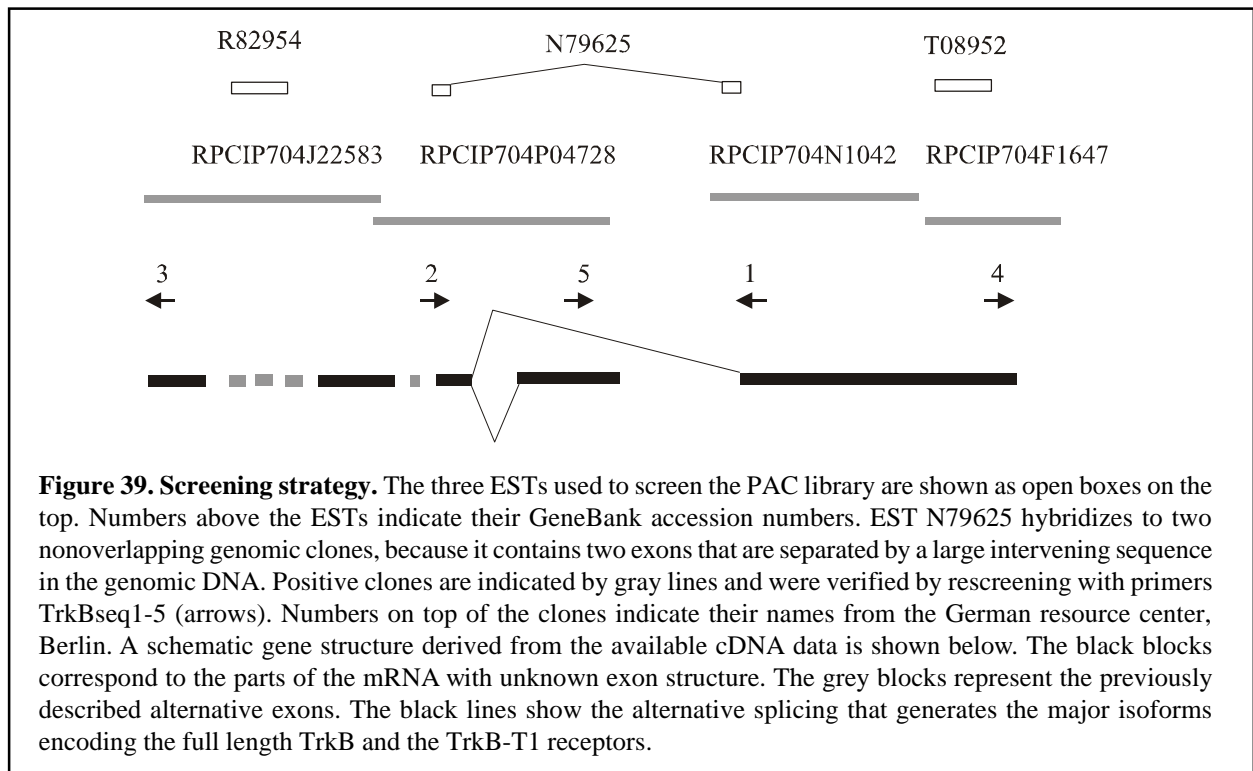 R82954 N79625 T08952
RPCIP704J22583 RPCIP704P04728 RPCIP704N1042 RPCIP704F1647
3 2 5 1 4
Figure 39. Screening strategy. The three ESTs used to screen the PAC library are shown as open boxes on the
top. Numbers above the ESTs indicate their GeneBank accession numbers. EST N79625 hybridizes to two
nonoverlapping genomic clones, because it contains two exons that are separated by a large intervening sequence
in the genomic DNA. Positive clones are indicated by gray lines and were verified by rescreening with primers
TrkBseq1-5 (arrows). Numbers on top of the clones indicate their names from the German resource center,
Berlin. A schematic gene structure derived from the available cDNA data is shown below. The black blocks
correspond to the parts of the mRNA with unknown exon structure. The grey blocks represent the previously
described alternative exons. The black lines show the alternative splicing that generates the major isoforms
encoding the full length TrkB and the TrkB-T1 receptors.